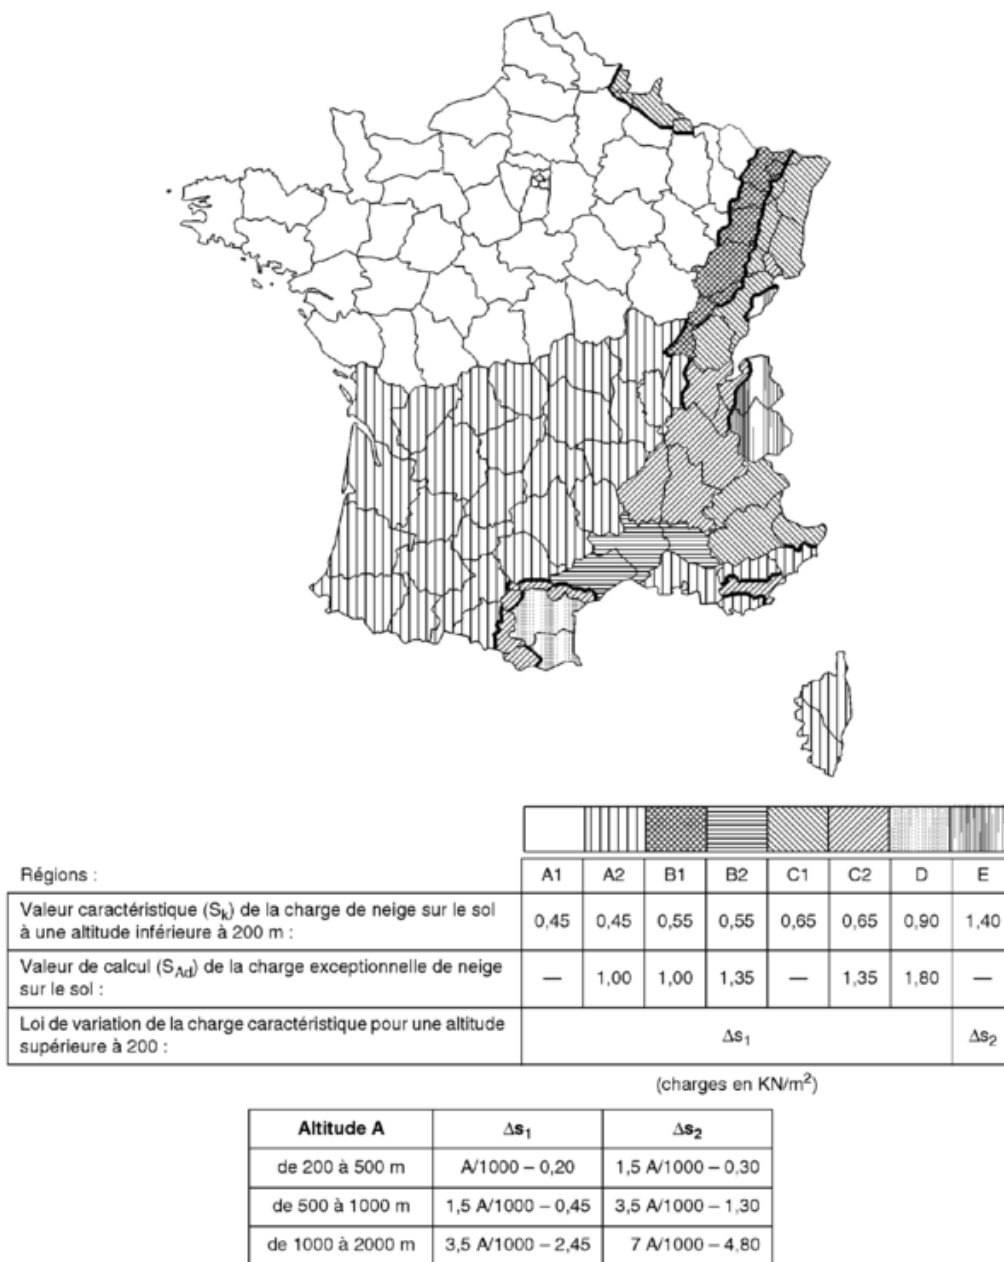 Régions :
A1 A2 B1 B2 C1 C2 D E
Valeur caractéristique (Sk) de la charge de neige sur le sol
à une altitude inférieure à 200 m :
0,45 0,45 0,55 0,55 0,65 0,65 0,90 1,40
Valeur de calcul (SAd) de la charge exceptionnelle de neige
sur le sol :
— 1,00 1,00 1,35 — 1,35 1,80 —
Loi de variation de la charge caractéristique pour une altitude
supérieure à 200 :
Δs1 Δs2
(charges en KN/m²)
Altitude A Δs1 Δs2
de 200 à 500 m A/1000 – 0,20 1,5 A/1000 – 0,30
de 500 à 1000 m 1,5 A/1000 – 0,45 3,5 A/1000 – 1,30
de 1000 à 2000 m 3,5 A/1000 – 2,45 7 A/1000 – 4,80